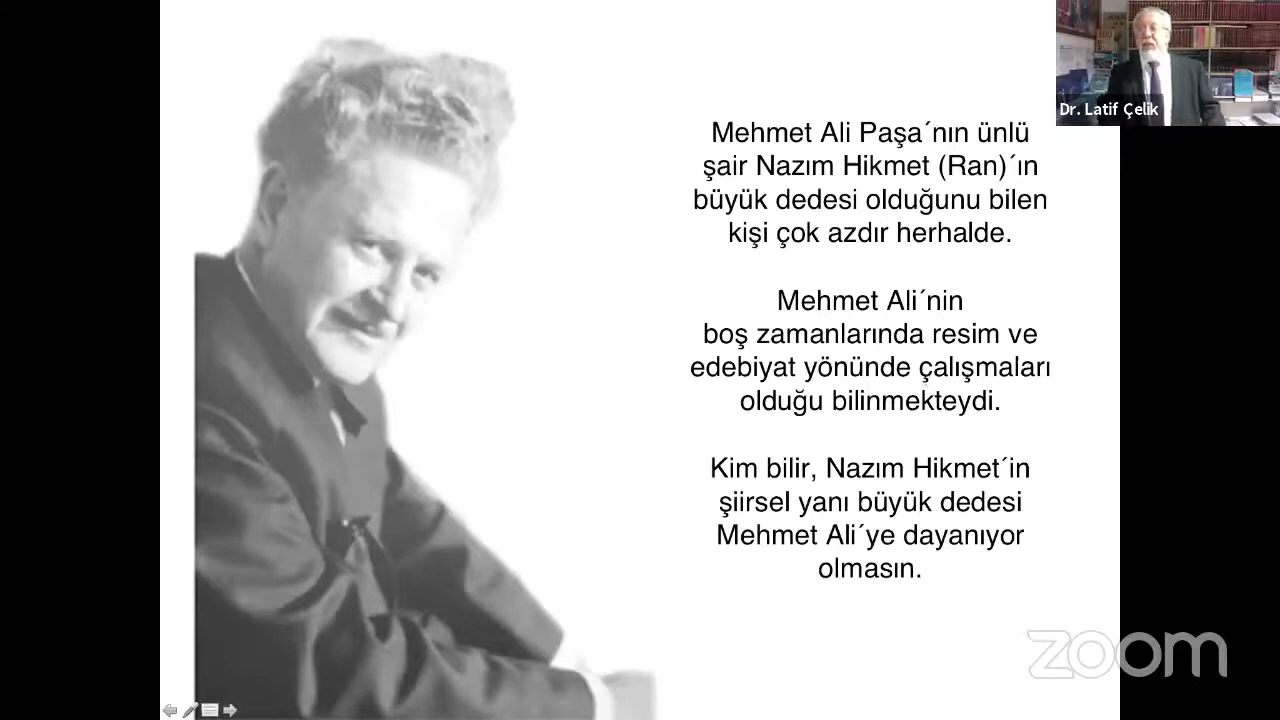 Dr. Latif Çelik
Mehmet Ali Paşa´nın ünlü
şair Nazım Hikmet (Ran)´ın
büyük dedesi olduğunu bilen
kişi çok azdır herhalde.
Mehmet Ali´nin
boş zamanlarında resim ve
edebiyat yönünde çalışmaları
olduğu bilinmekteydi.
Kim bilir, Nazım Hikmet´in
şiirsel yanı büyük dedesi
Mehmet Ali´ye dayanıyor
olmasın.
zoom